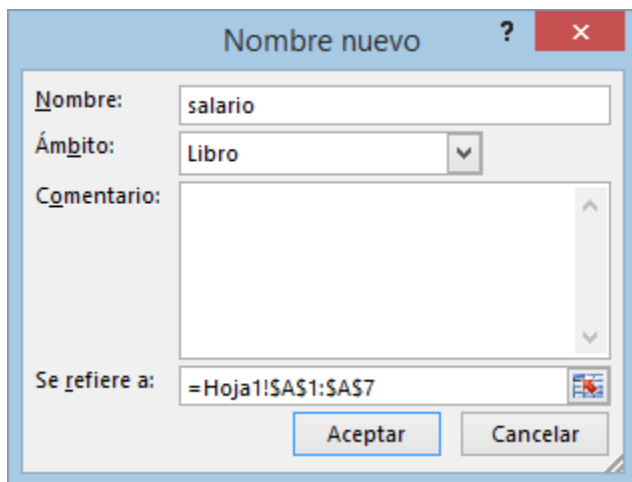 Nombre nuevo ? ×
Nombre: salario
Ámbito: Libro
Comentario:
Se refiere a: =Hoja1!$A$1:$A$7
Aceptar Cancelar